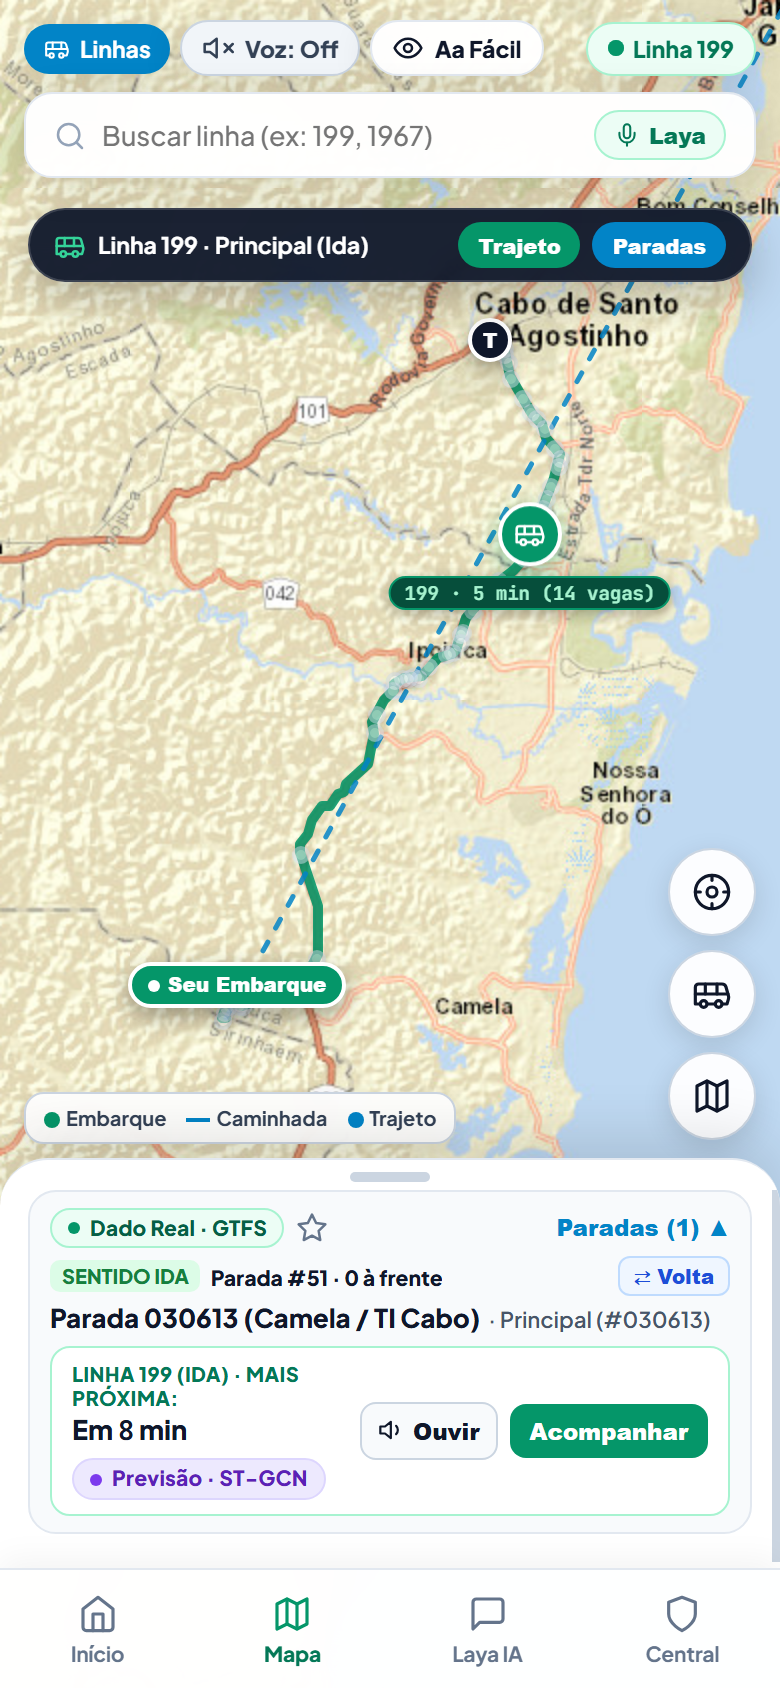 Linhas
Voz: Off
Aa Fácil
Linha 199
Buscar linha (ex: 199, 1967)
Laya
Bom Conselh
Linha 199 · Principal (Ida)
Trajeto
Paradas
Cabo de Santo
Agostinho
T
Agostinho
Escada
Rodovia Govern
101
Estrada Tdr Norte
Ipojuca
199 · 5 min (14 vagas)
042
Ipojuca
Nossa
Senhora
do Ó
Seu Embarque
Camela
Sirinhaém
Embarque
Caminhada
Trajeto
Dado Real · GTFS
Paradas (1) ▲
SENTIDO IDA
Parada #51 · 0 à frente
⇄ Volta
Parada 030613 (Camela / TI Cabo) · Principal (#030613)
LINHA 199 (IDA) · MAIS
PRÓXIMA:
Em 8 min
Ouvir
Acompanhar
Previsão · ST-GCN
Início
Mapa
Laya IA
Central